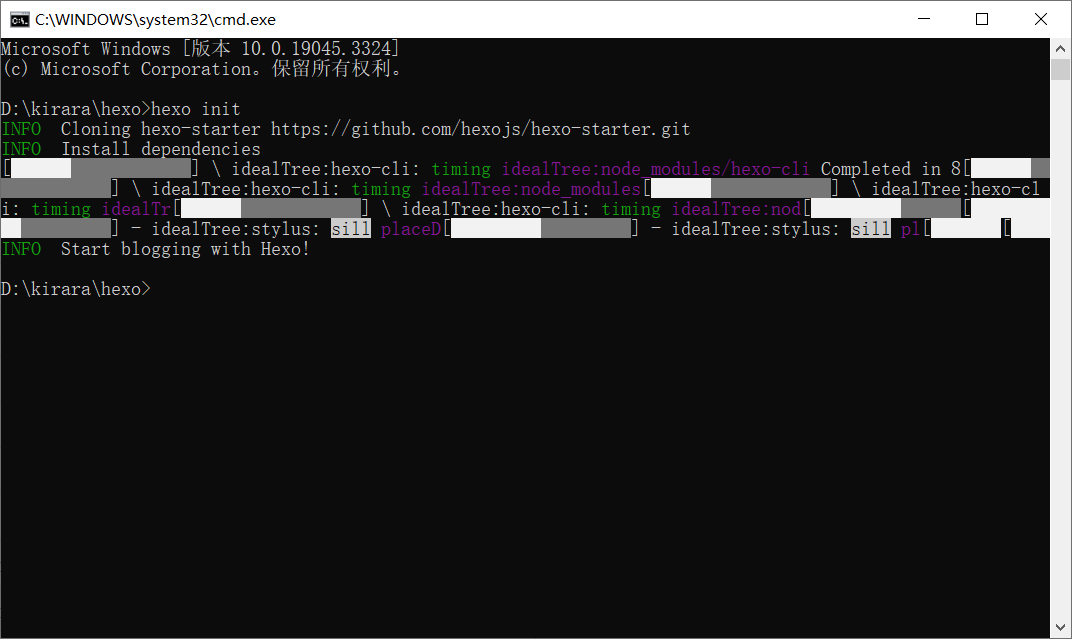 C:\WINDOWS\system32\cmd.exe
Microsoft Windows [版本 10.0.19045.3324]
(c) Microsoft Corporation。保留所有权利。
D:\kirara\hexo>hexo init
INFO  Cloning hexo-starter https://github.com/hexojs/hexo-starter.git
INFO  Install dependencies
[                  ] \ idealTree:hexo-cli: timing idealTree:node_modules/hexo-cli Completed in 8[
] \ idealTree:hexo-cli: timing idealTree:node_modules[                  ] \ idealTree:hexo-cl
i: timing idealTr[                  ] \ idealTree:hexo-cli: timing idealTree:nod[               [
] - idealTree:stylus: sill placeD[                  ] - idealTree:stylus: sill pl[       [
INFO  Start blogging with Hexo!
D:\kirara\hexo>